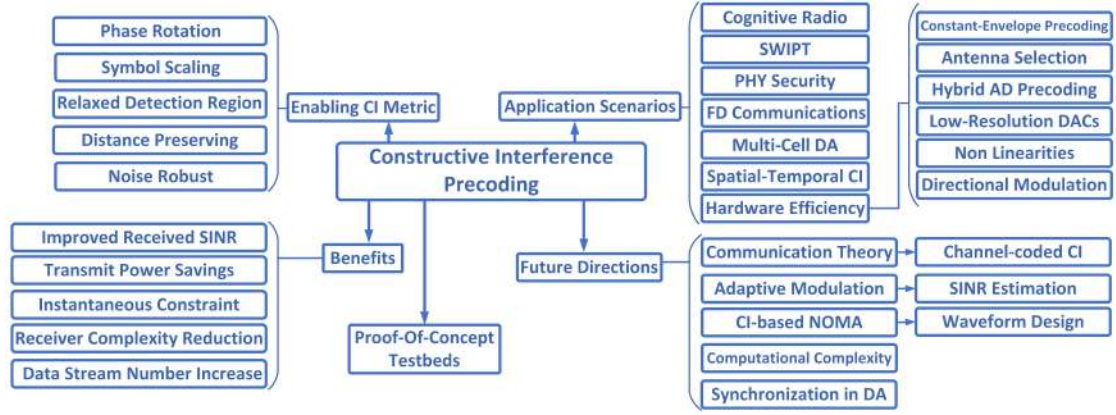 Phase Rotation
Symbol Scaling
Relaxed Detection Region
Distance Preserving
Noise Robust
Enabling CI Metric
Application Scenarios
Cognitive Radio
SWIPT
PHY Security
FD Communications
Multi-Cell DA
Spatial-Temporal CI
Hardware Efficiency
Constant-Envelope Precoding
Antenna Selection
Hybrid AD Precoding
Low-Resolution DACs
Non Linearities
Directional Modulation
Constructive Interference
Precoding
Improved Received SINR
Transmit Power Savings
Instantaneous Constraint
Receiver Complexity Reduction
Data Stream Number Increase
Benefits
Proof-Of-Concept
Testbeds
Future Directions
Communication Theory
Adaptive Modulation
CI-based NOMA
Computational Complexity
Synchronization in DA
Channel-coded CI
SINR Estimation
Waveform Design